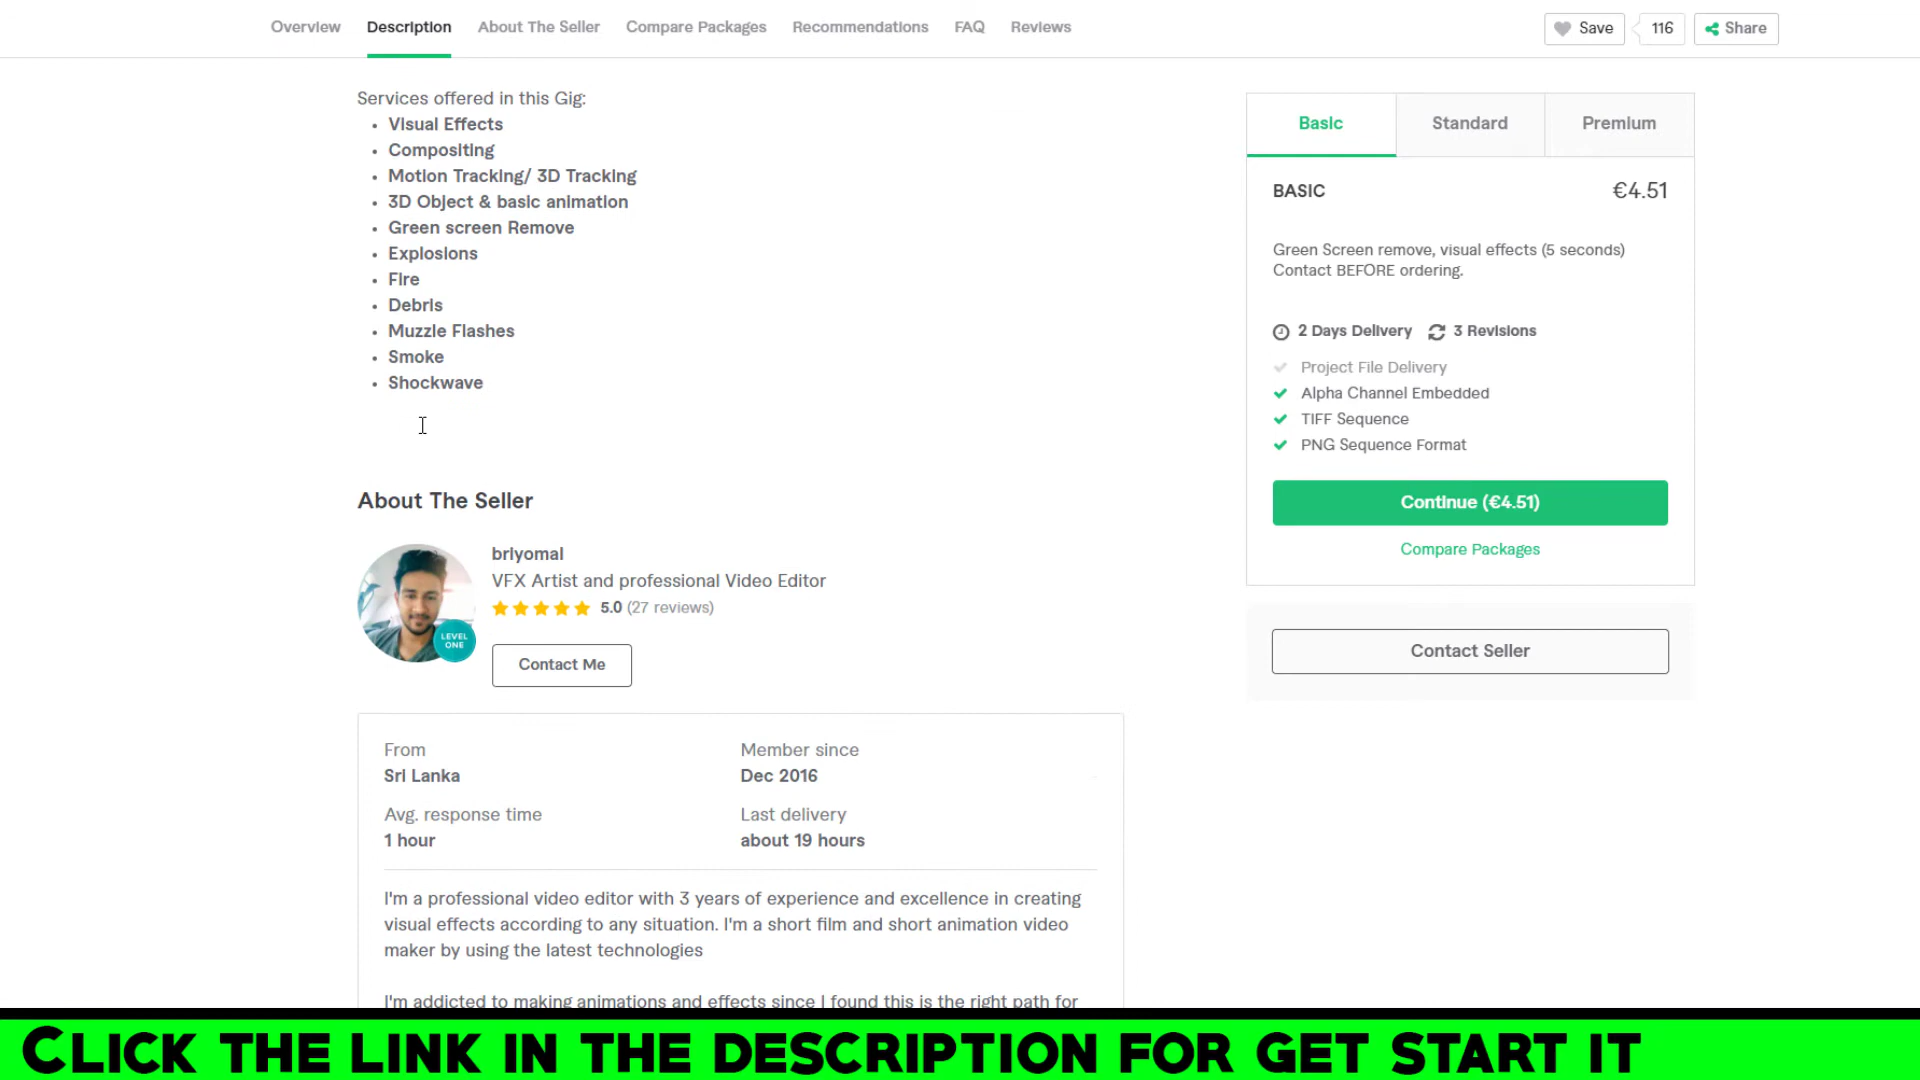 Overview Description About The Seller Compare Packages Recommendations FAQ Reviews Save 116 Share
Services offered in this Gig:
• Visual Effects
• Compositing
• Motion Tracking/ 3D Tracking
• 3D Object & basic animation
• Green screen Remove
• Explosions
• Fire
• Debris
• Muzzle Flashes
• Smoke
• Shockwave
About The Seller
briyomal
VFX Artist and professional Video Editor
5.0 (27 reviews)
LEVEL
ONE
Contact Me
From
Sri Lanka
Member since
Dec 2016
Avg. response time
1 hour
Last delivery
about 19 hours
I'm a professional video editor with 3 years of experience and excellence in creating
visual effects according to any situation. I'm a short film and short animation video
maker by using the latest technologies
I'm addicted to making animations and effects since I found this is the right path for
Basic Standard Premium
BASIC €4.51
Green Screen remove, visual effects (5 seconds)
Contact BEFORE ordering.
2 Days Delivery 3 Revisions
Project File Delivery
Alpha Channel Embedded
TIFF Sequence
PNG Sequence Format
Continue (€4.51)
Compare Packages
Contact Seller
CLICK THE LINK IN THE DESCRIPTION FOR GET START IT